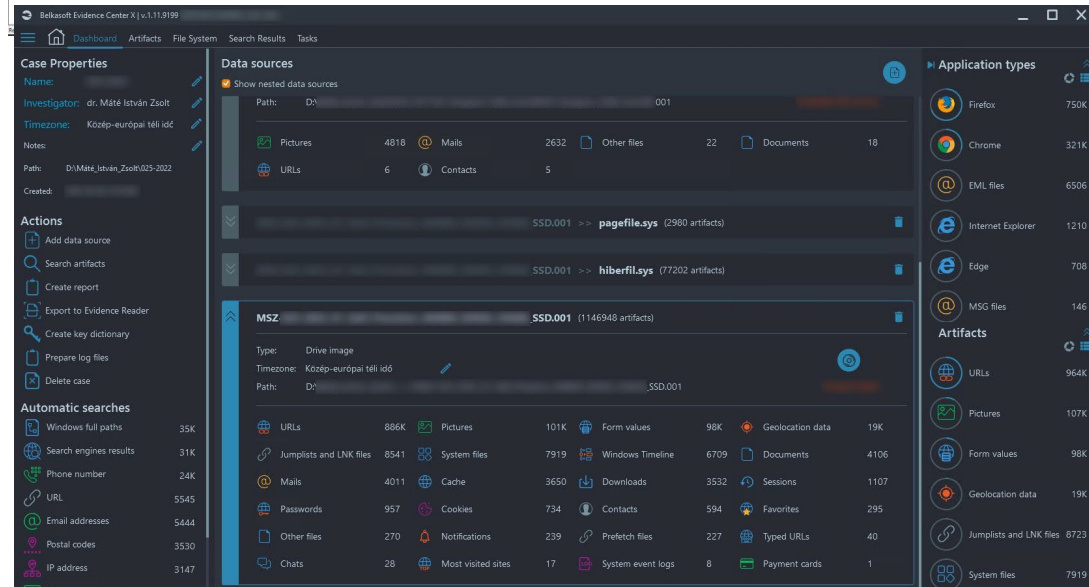 Belkasoft Evidence Center X | v.1.11.9199
Dashboard Artifacts File System Search Results Tasks
Case Properties
Name:
Investigator: dr. Máté István Zsolt
Timezone: Közép-európai téli idő
Notes:
Path: D:\Máté_István_Zsolt\025-2022
Created:
Actions
Add data source
Search artifacts
Create report
Export to Evidence Reader
Create key dictionary
Prepare log files
Delete case
Automatic searches
Windows full paths 35K
Search engines results 31K
Phone number 24K
URL 5545
Email addresses 5444
Postal codes 3530
IP address 3147
Data sources
Show nested data sources
Path: D:\ 001
Pictures 4818 Mails 2632 Other files 22 Documents 18
URLs 6 Contacts 5
SSD.001 >> pagefile.sys (2980 artifacts)
SSD.001 >> hiberfil.sys (77202 artifacts)
MSZ _SSD.001 (1146948 artifacts)
Type: Drive image
Timezone: Közép-európai téli idő
Path: D:\ _SSD.001
URLs 886K Pictures 101K Form values 98K Geolocation data 19K
Jumplists and LNK files 8541 System files 7919 Windows Timeline 6709 Documents 4106
Mails 4011 Cache 3650 Downloads 3532 Sessions 1107
Passwords 957 Cookies 734 Contacts 594 Favorites 295
Other files 270 Notifications 239 Prefetch files 227 Typed URLs 40
Chats 28 Most visited sites 17 System event logs 8 Payment cards 1
Application types
Firefox 750K
Chrome 321K
EML files 6506
Internet Explorer 1210
Edge 708
MSG files 146
Artifacts
URLs 964K
Pictures 107K
Form values 98K
Geolocation data 19K
Jumplists and LNK files 8723
System files 7919